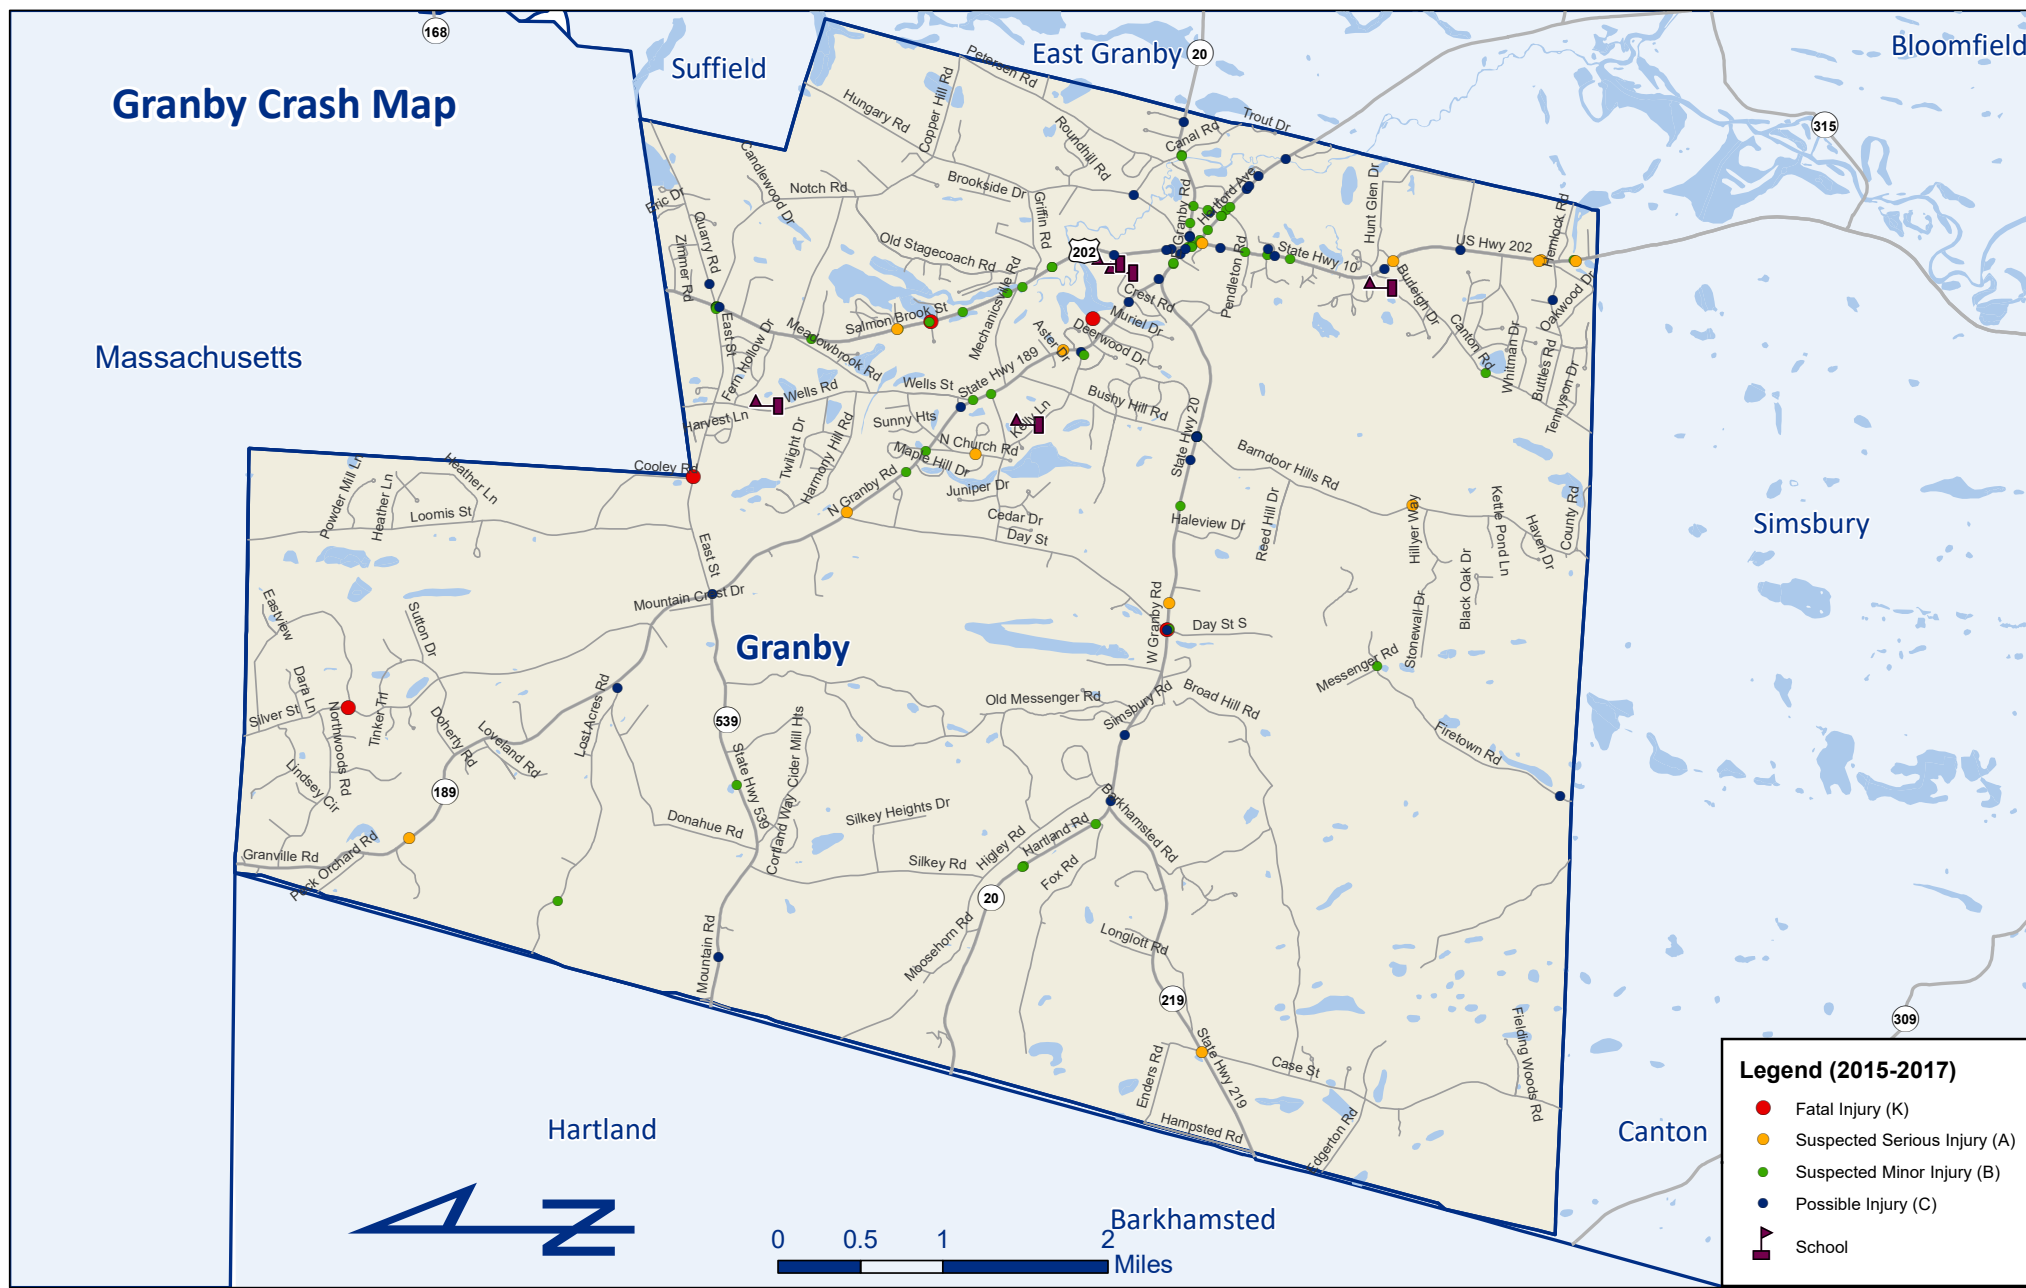 168
Suffield
East Granby
20
Bloomfield
Granby Crash Map
315
Petersen Rd
Hungary Rd
Copper Hill Rd
Roundhill Rd
Canal Rd
Trout Dr
Candlewood Dr
Notch Rd
Brookside Dr
Griffin Rd
Hartford Ave
Hunt Glen Dr
Hemlock Rd
Eric Dr
Quarry Rd
Zimmer Rd
Old Stagecoach Rd
202
Pendleton Rd
State Hwy 10
US Hwy 202
Mechanicsville Rd
Crest Rd
Burleigh Dr
Oakwood Dr
Salmon Brook St
Muriel Dr
Deerwood Dr
Aster Dr
Canton Rd
Whitman Dr
Buttles Rd
Tennyson Dr
East St
Fern Hollow Dr
Meadowbrook Rd
Massachusetts
State Hwy 189
Wells Rd
Wells St
Bushy Hill Rd
Harvest Ln
Sunny Hts
Kelly Ln
Twilight Dr
Harmony Hill Rd
N Church Rd
Maple Hill Dr
State Hwy 20
Barndoor Hills Rd
Cooley Rd
Powder Mill Ln
Heather Ln
Heather Ln
Loomis St
N Granby Rd
Juniper Dr
Cedar Dr
Day St
Haleview Dr
Reed Hill Dr
Hillyer Way
Kettle Pond Ln
Haven Dr
County Rd
Simsbury
East St
Mountain Crest Dr
Black Oak Dr
Stonewall Dr
Eastview
Sutton Dr
W Granby Rd
Day St S
Granby
Messenger Rd
Dara Ln
Silver St
Northwoods Rd
Tinker Trl
Doherty Rd
Loveland Rd
Lost Acres Rd
539
Old Messenger Rd
Simsbury Rd
Broad Hill Rd
Firetown Rd
Lindsey Cir
189
State Hwy 539
Cider Mill Hts
Cortland Way
Silkey Heights Dr
Donahue Rd
Barkhamsted Rd
Hartland Rd
Higley Rd
Silkey Rd
Fox Rd
Granville Rd
Peck Orchard Rd
20
Moosehorn Rd
Longlott Rd
Mountain Rd
219
309
State Hwy 219
Enders Rd
Case St
Fielding Woods Rd
Hampsted Rd
Edgerton Rd
Hartland
Barkhamsted
Canton
N
0 0.5 1 2
Miles
Legend (2015-2017)
Fatal Injury (K)
Suspected Serious Injury (A)
Suspected Minor Injury (B)
Possible Injury (C)
School